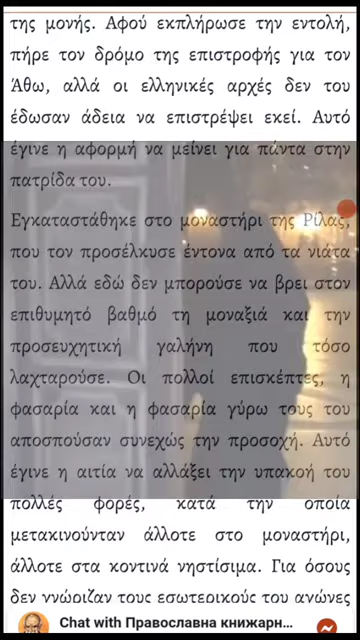 της μονής. Αφού εκπλήρωσε την εντολή,
πήρε τον δρόμο της επιστροφής για τον
Άθω, αλλά οι ελληνικές αρχές δεν του
έδωσαν άδεια να επιστρέψει εκεί. Αυτό
έγινε η αφορμή να μείνει για πάντα στην
πατρίδα του.
Εγκαταστάθηκε στο μοναστήρι της Ρίλας,
που τον προσέλκυσε έντονα από τα νιάτα
του. Αλλά εδώ δεν μπορούσε να βρει στον
επιθυμητό βαθμό τη μοναξιά και την
προσευχητική γαλήνη που τόσο
λαχταρούσε. Οι πολλοί επισκέπτες, η
φασαρία και η φασαρία γύρω τους του
αποσπούσαν συνεχώς την προσοχή. Αυτό
έγινε η αιτία να αλλάξει την υπακοή του
πολλές φορές, κατά την οποία
μετακινούνταν άλλοτε στο μοναστήρι,
άλλοτε στα κοντινά νηστίσιμα. Για όσους
δεν γνώριζαν τους εσωτερικούς του αγώνες
Chat with Православна книжарн...